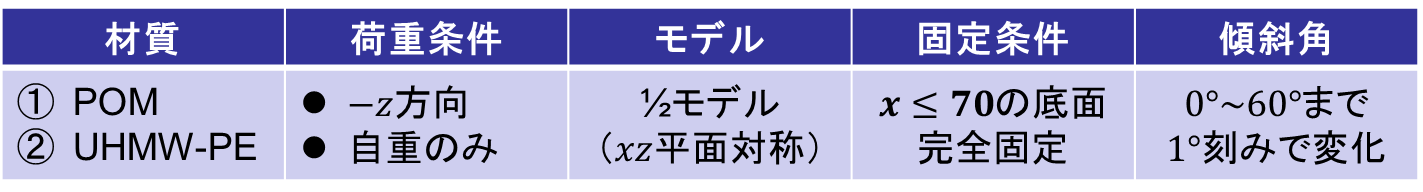 材質 荷重条件 モデル 固定条件 傾斜角
① POM ● −z方向 ½モデル x ≤ 70の底面 0°~60°まで
② UHMW-PE ● 自重のみ （xz平面対称） 完全固定 1°刻みで変化